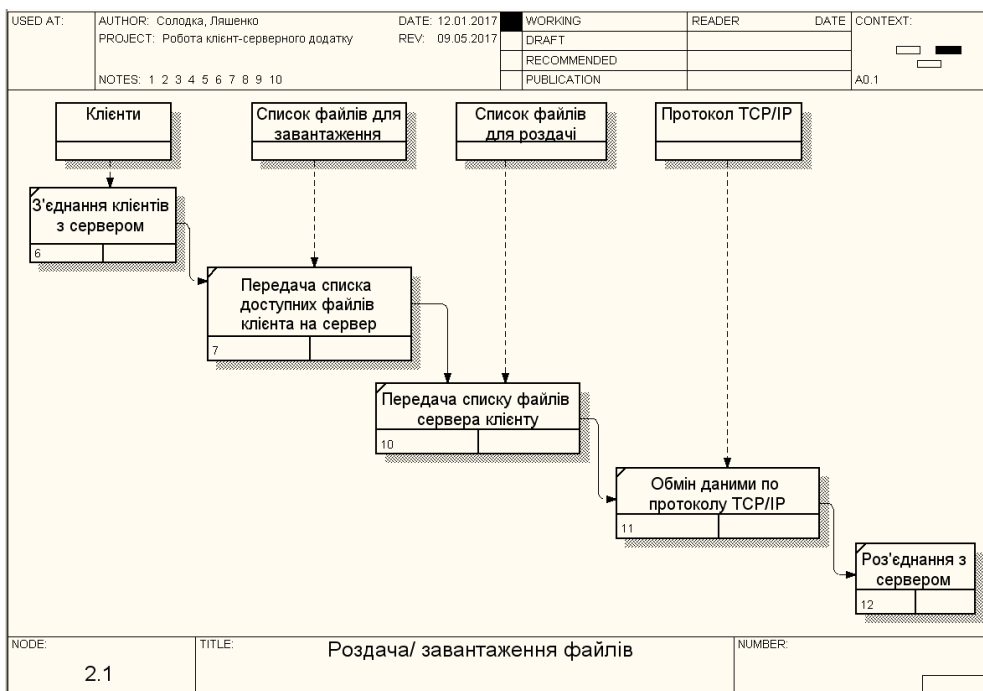 USED AT:
AUTHOR: Солодка, Ляшенко
DATE: 12.01.2017
PROJECT: Робота клієнт-серверного додатку
REV: 09.05.2017
NOTES: 1 2 3 4 5 6 7 8 9 10
WORKING
DRAFT
RECOMMENDED
PUBLICATION
READER
DATE
CONTEXT:
A0.1
Клієнти
Список файлів для
завантаження
Список файлів
для роздачі
Протокол TCP/IP
З'єднання клієнтів
з сервером
6
Передача списка
доступних файлів
клієнта на сервер
7
Передача списку файлів
сервера клієнту
10
Обмін даними по
протоколу TCP/IP
11
Роз'єднання з
сервером
12
NODE:
2.1
TITLE:
Роздача/ завантаження файлів
NUMBER: